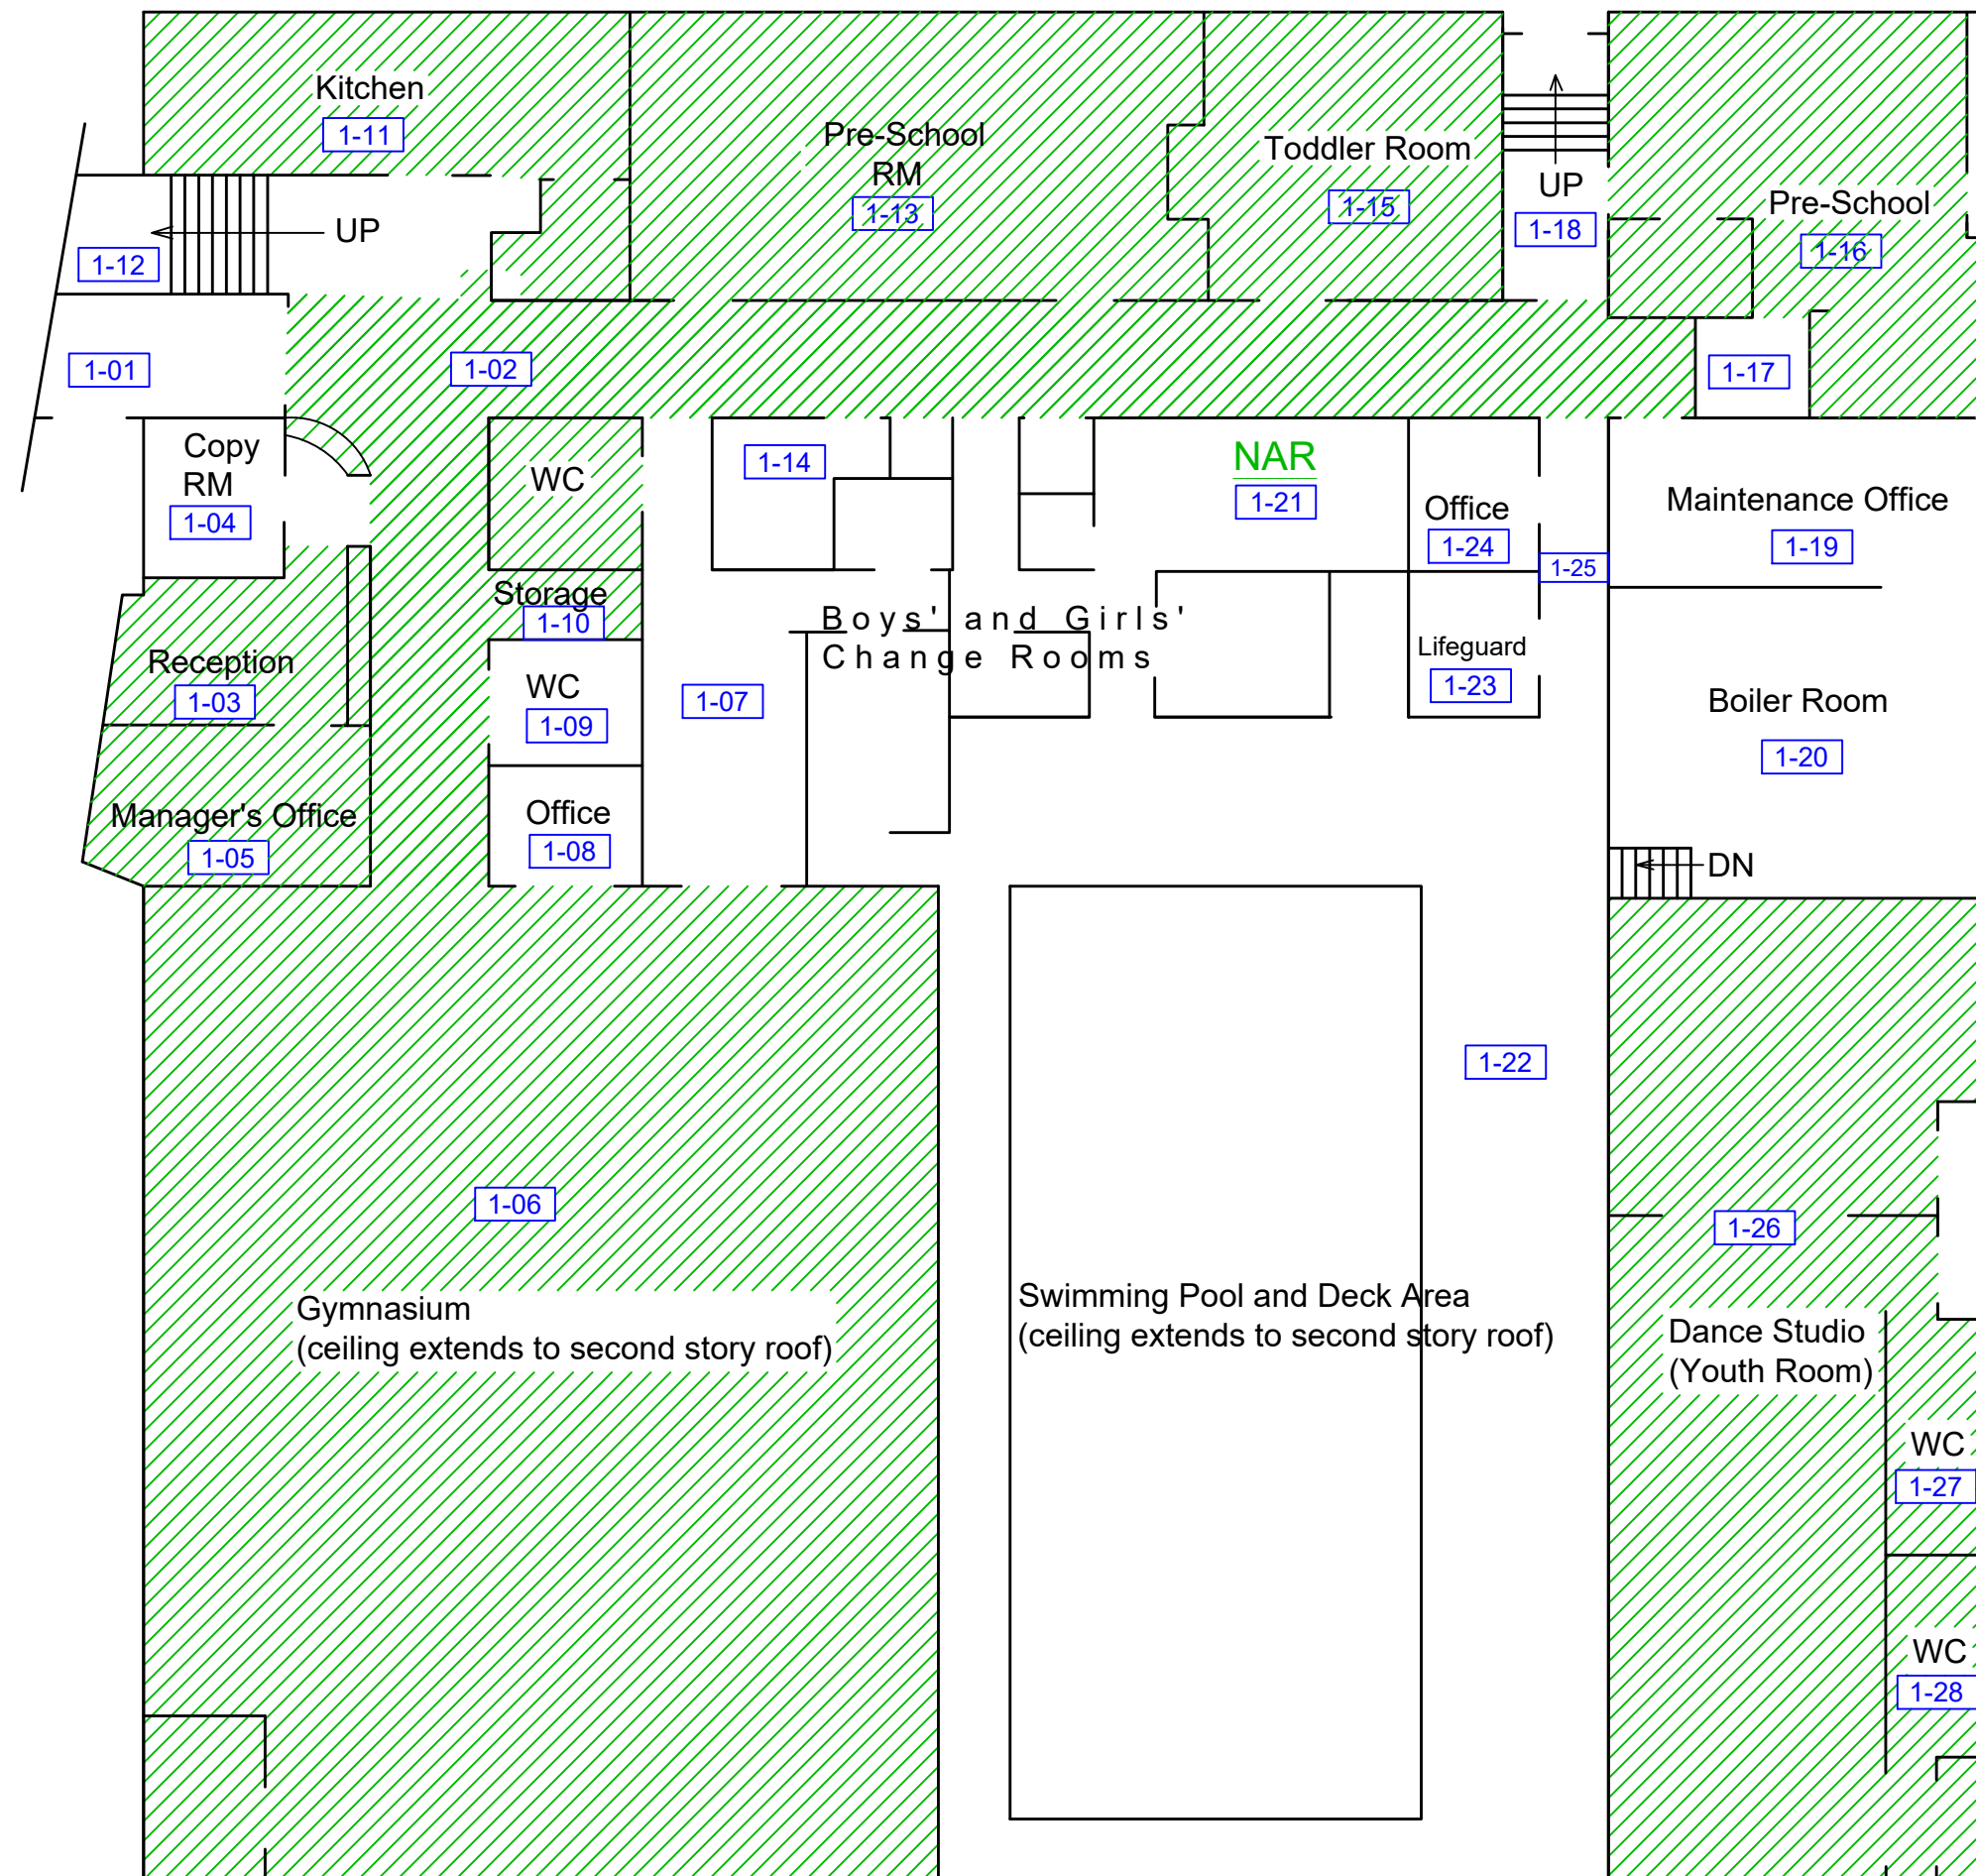 Kitchen
1-11
Pre-School
RM
1-13
Toddler Room
1-15
UP
1-18
Pre-School
1-16
UP
1-12
1-01
1-02
1-17
Copy
RM
1-04
WC
1-14
NAR
1-21
Office
1-24
1-25
Maintenance Office
1-19
Storage
1-10
Boys' and Girls'
Change Rooms
Reception
1-03
WC
1-09
1-07
Lifeguard
1-23
Boiler Room
1-20
Manager's Office
1-05
Office
1-08
DN
1-22
1-06
1-26
Gymnasium
(ceiling extends to second story roof)
Swimming Pool and Deck Area
(ceiling extends to second story roof)
Dance Studio
(Youth Room)
WC
1-27
WC
1-28